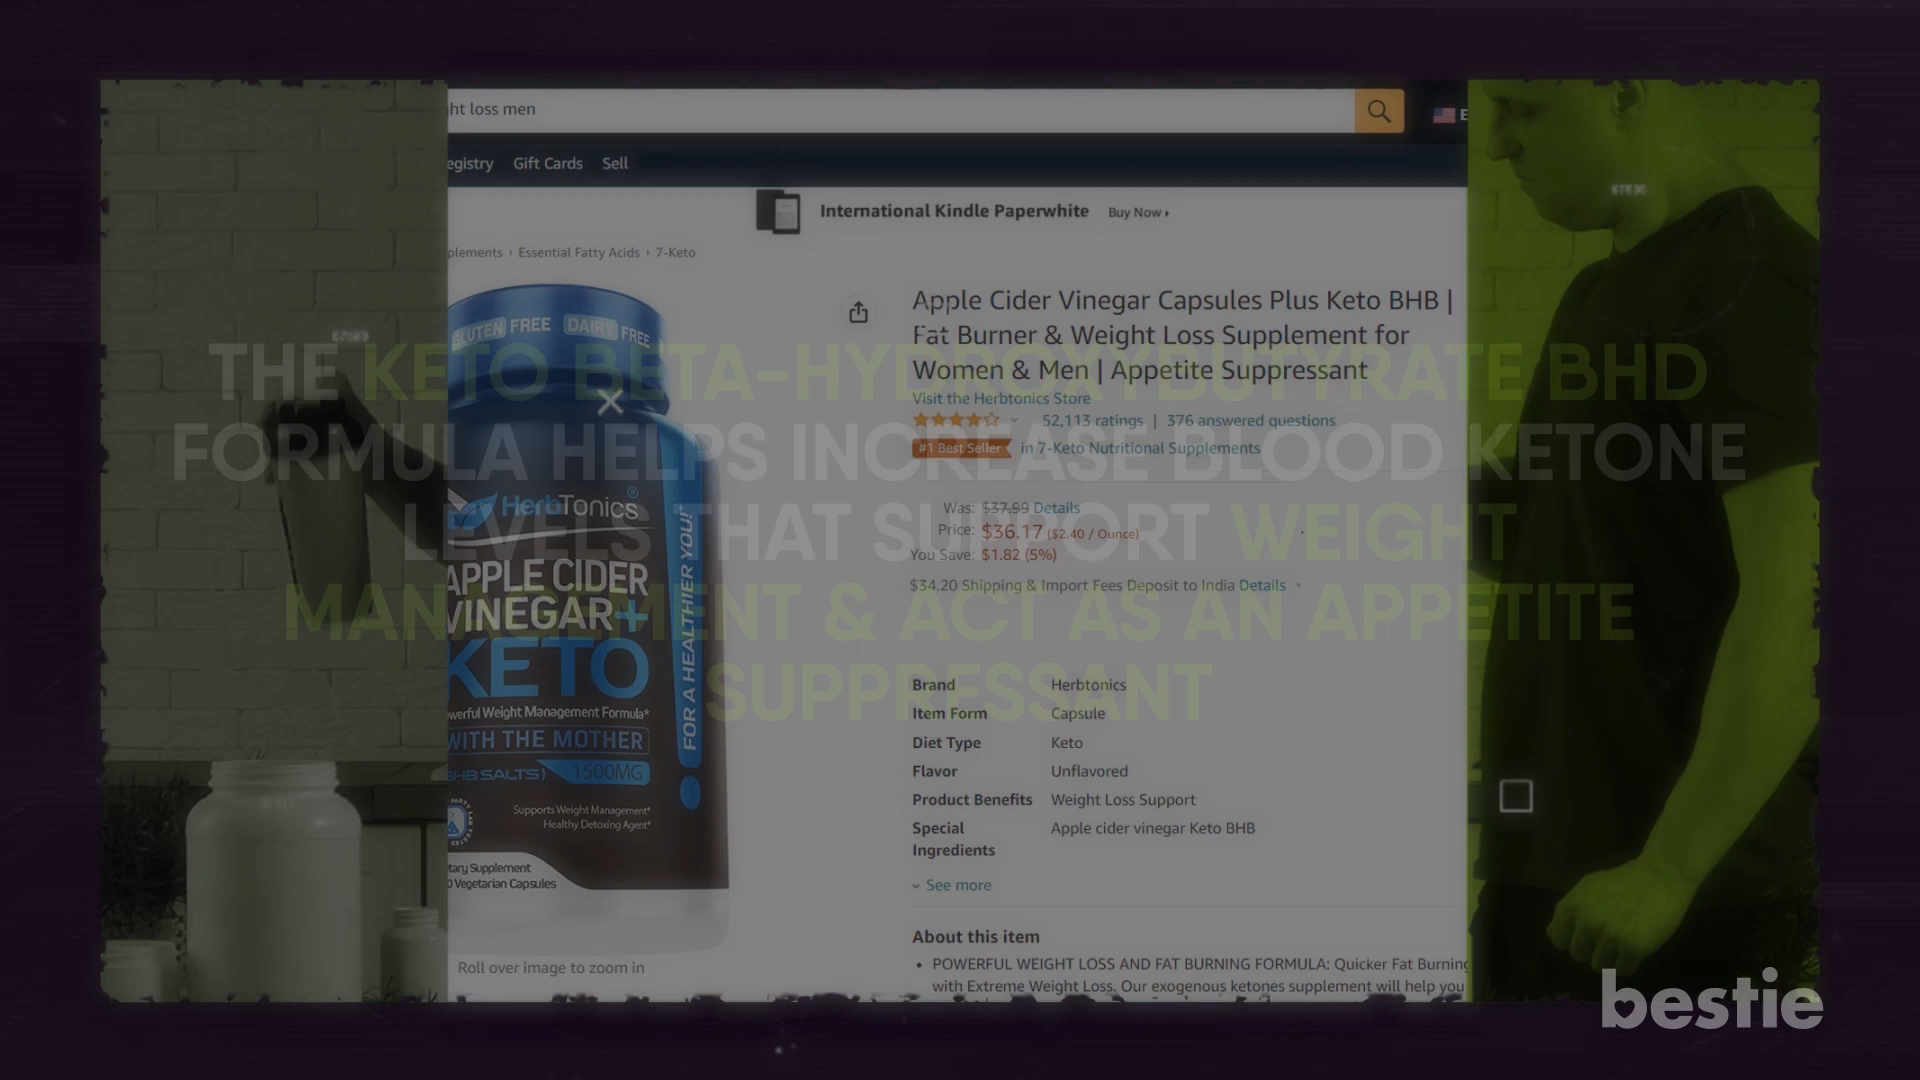 ht loss men
egistry Gift Cards Sell
International Kindle Paperwhite Buy Now
plements › Essential Fatty Acids › 7-Keto
GLUTEN FREE DAIRY FREE
HerbTonics®
APPLE CIDER
VINEGAR+
KETO
werful Weight Management Formula*
WITH THE MOTHER
BHB SALTS) 1500MG
Supports Weight Management*
Healthy Detoxing Agent*
tary Supplement
0 Vegetarian Capsules
FOR A HEALTHIER YOU!*
Roll over image to zoom in
Apple Cider Vinegar Capsules Plus Keto BHB |
Fat Burner & Weight Loss Supplement for
Women & Men | Appetite Suppressant
Visit the Herbtonics Store
52,113 ratings | 376 answered questions
#1 Best Seller in 7-Keto Nutritional Supplements
Was: $37.99 Details
Price: $36.17 ($2.40 / Ounce)
You Save: $1.82 (5%)
$34.20 Shipping & Import Fees Deposit to India Details
Brand Herbtonics
Item Form Capsule
Diet Type Keto
Flavor Unflavored
Product Benefits Weight Loss Support
Special Apple cider vinegar Keto BHB
Ingredients
See more
About this item
• POWERFUL WEIGHT LOSS AND FAT BURNING FORMULA: Quicker Fat Burning
with Extreme Weight Loss. Our exogenous ketones supplement will help you
THE KETO BETA-HYDROXYBUTYRATE BHD
FORMULA HELPS INCREASE BLOOD KETONE
LEVELS THAT SUPPORT WEIGHT
MANAGEMENT & ACT AS AN APPETITE
SUPPRESSANT
bestie